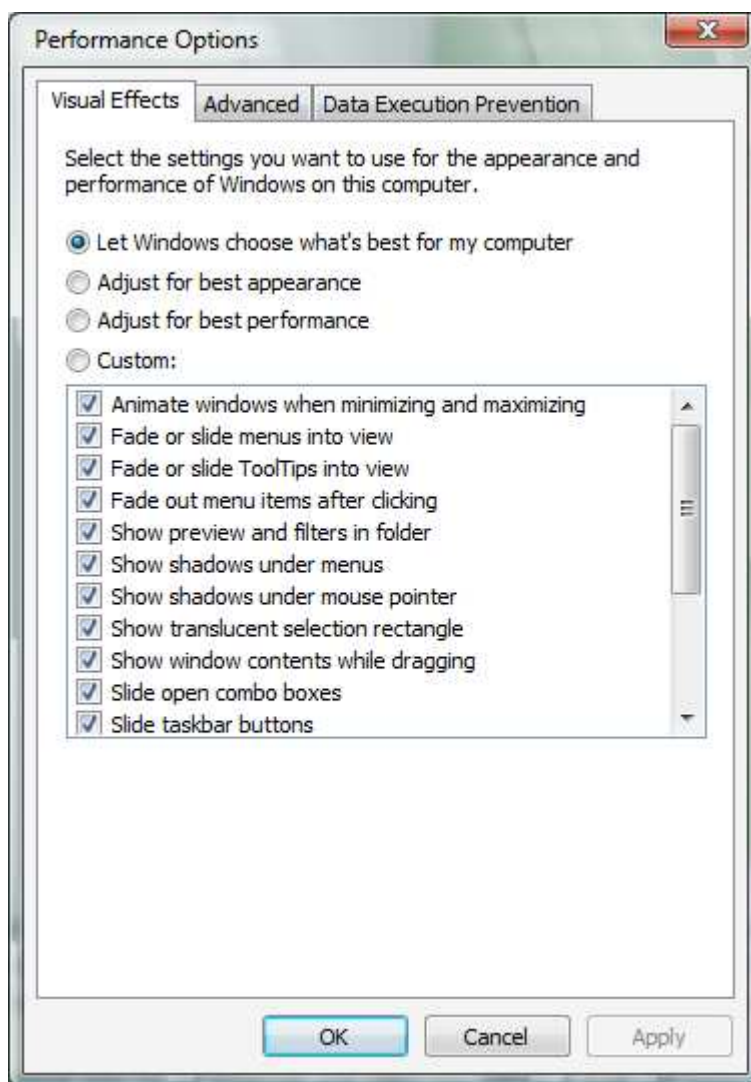 Performance Options
Visual Effects
Advanced
Data Execution Prevention
Select the settings you want to use for the appearance and
performance of Windows on this computer.
Let Windows choose what's best for my computer
Adjust for best appearance
Adjust for best performance
Custom:
Animate windows when minimizing and maximizing
Fade or slide menus into view
Fade or slide ToolTips into view
Fade out menu items after clicking
Show preview and filters in folder
Show shadows under menus
Show shadows under mouse pointer
Show translucent selection rectangle
Show window contents while dragging
Slide open combo boxes
Slide taskbar buttons
OK
Cancel
Apply